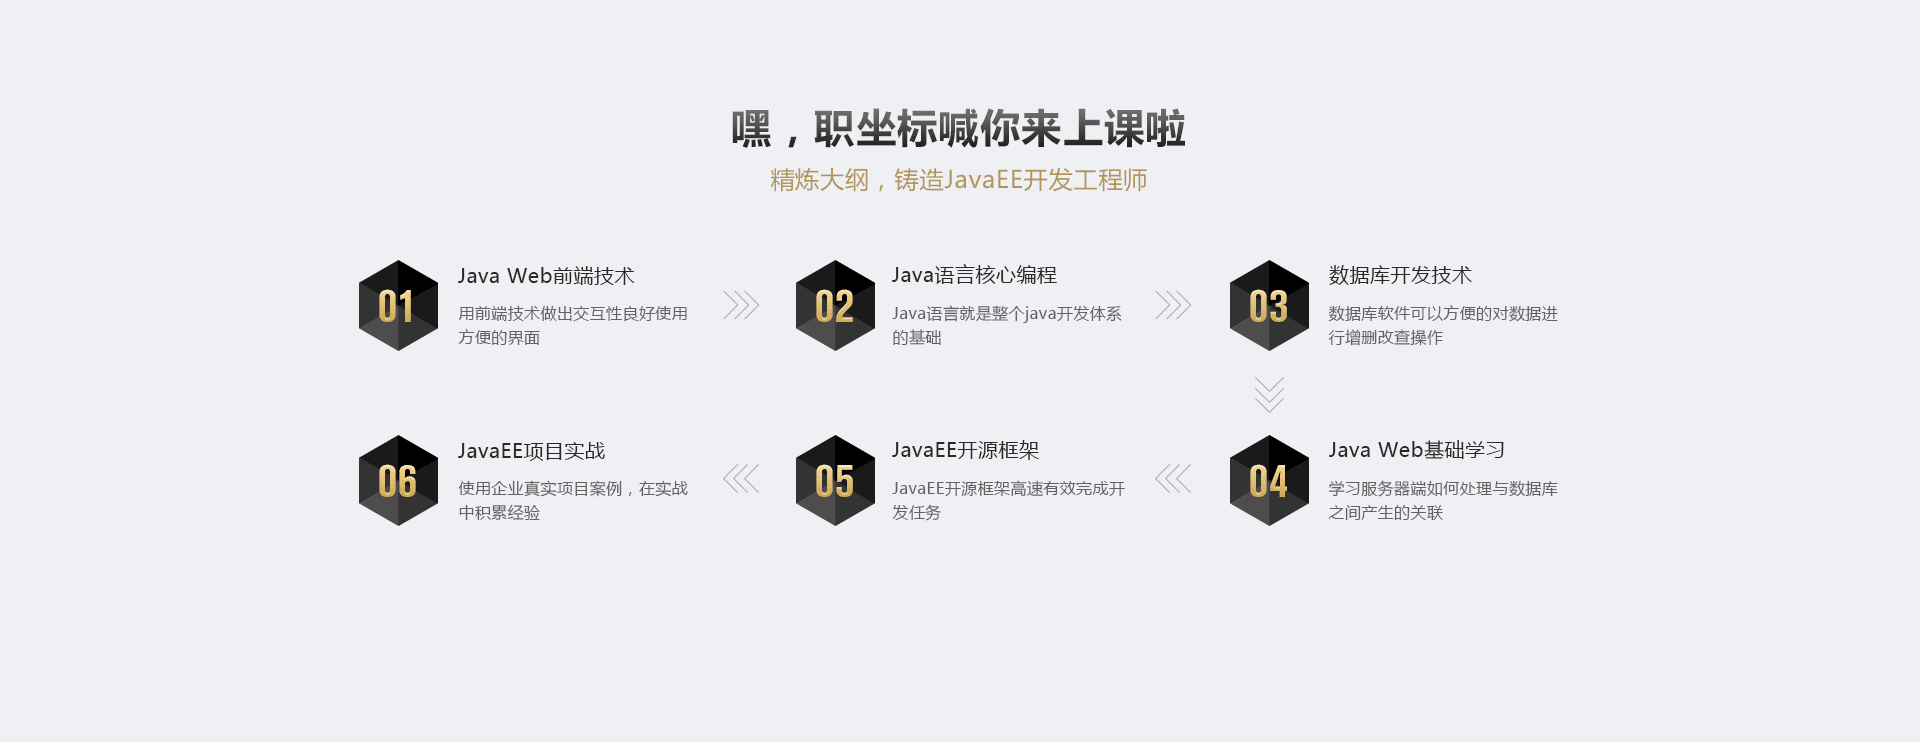 嘿，职坐标喊你来上课啦
精炼大纲，铸造JavaEE开发工程师
01
Java Web前端技术
用前端技术做出交互性良好使用
方便的界面
02
Java语言核心编程
Java语言就是整个java开发体系
的基础
03
数据库开发技术
数据库软件可以方便的对数据进
行增删改查操作
04
Java Web基础学习
学习服务器端如何处理与数据库
之间产生的关联
05
JavaEE开源框架
JavaEE开源框架高速有效完成开
发任务
06
JavaEE项目实战
使用企业真实项目案例，在实战
中积累经验